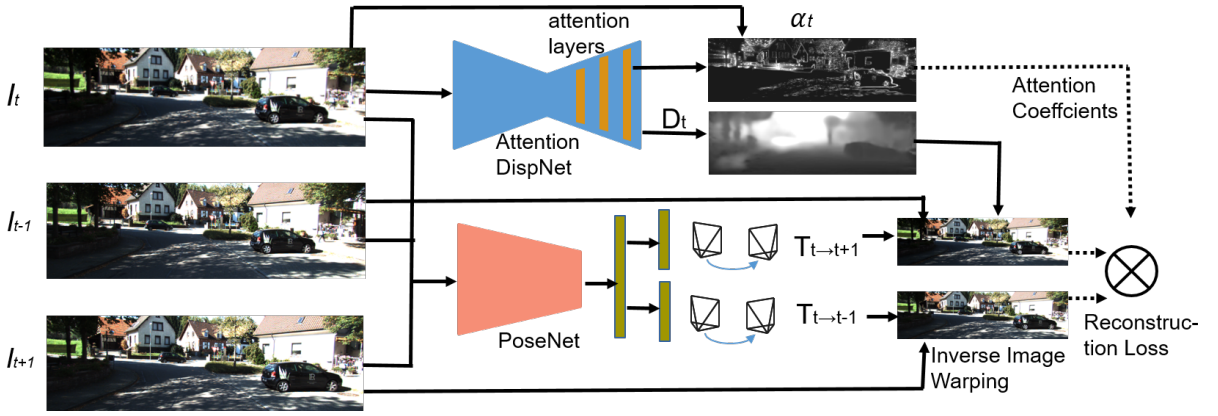 attention
layers
αt
It
Attention
Coeffcients
Dt
Attention
DispNet
It-1
Tt→t+1
Tt→t-1
PoseNet
It+1
Inverse Image
Warping
Reconstruc-
tion Loss